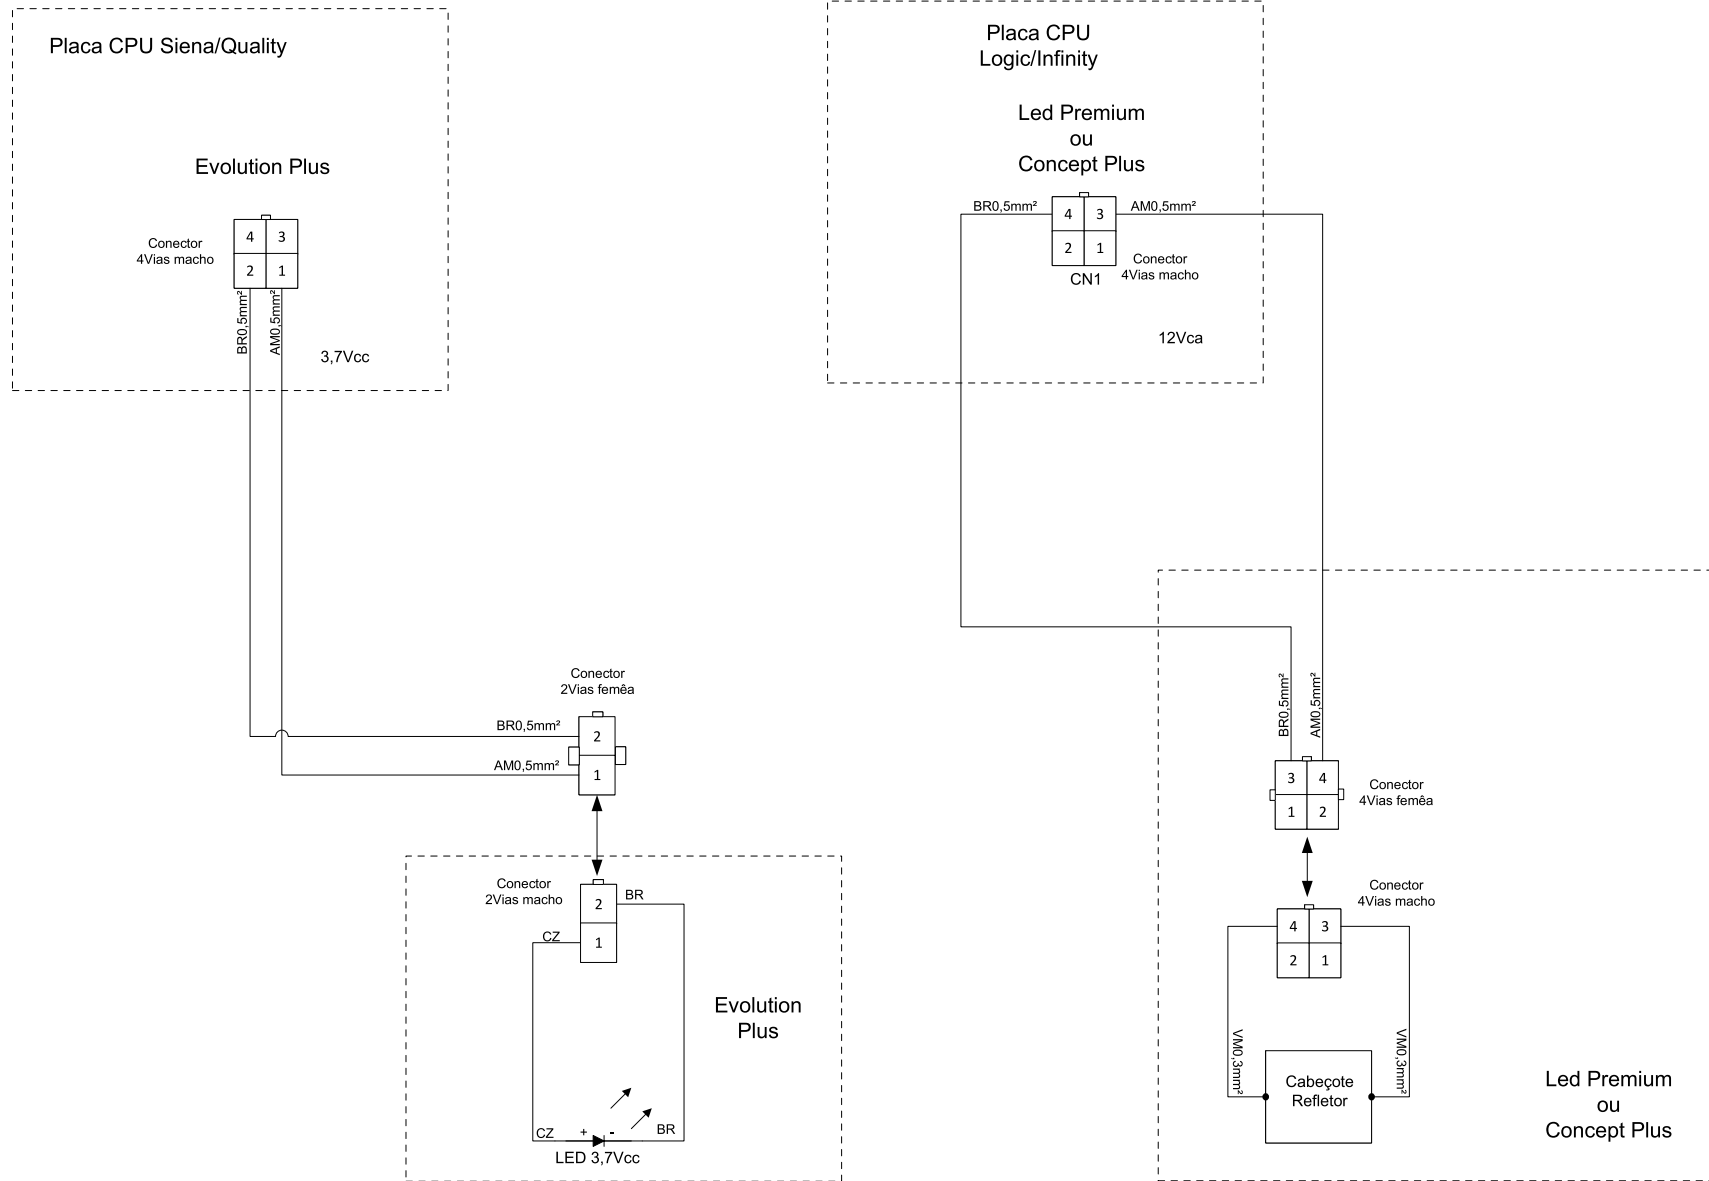 Placa CPU Siena/Quality
Evolution Plus
Conector
4Vias macho
4
3
2
1
BR0,5mm²
AM0,5mm²
3,7Vcc
BR0,5mm²
AM0,5mm²
Conector
2Vias femêa
2
1
Conector
2Vias macho
2
1
BR
CZ
Evolution
Plus
CZ
+
-
BR
LED 3,7Vcc
Placa CPU
Logic/Infinity
Led Premium
ou
Concept Plus
BR0,5mm²
4
3
2
1
AM0,5mm²
CN1
Conector
4Vias macho
12Vca
BR0,5mm²
AM0,5mm²
3
4
1
2
Conector
4Vias femêa
Conector
4Vias macho
4
3
2
1
VM0,3mm²
VM0,3mm²
Cabeçote
Refletor
Led Premium
ou
Concept Plus